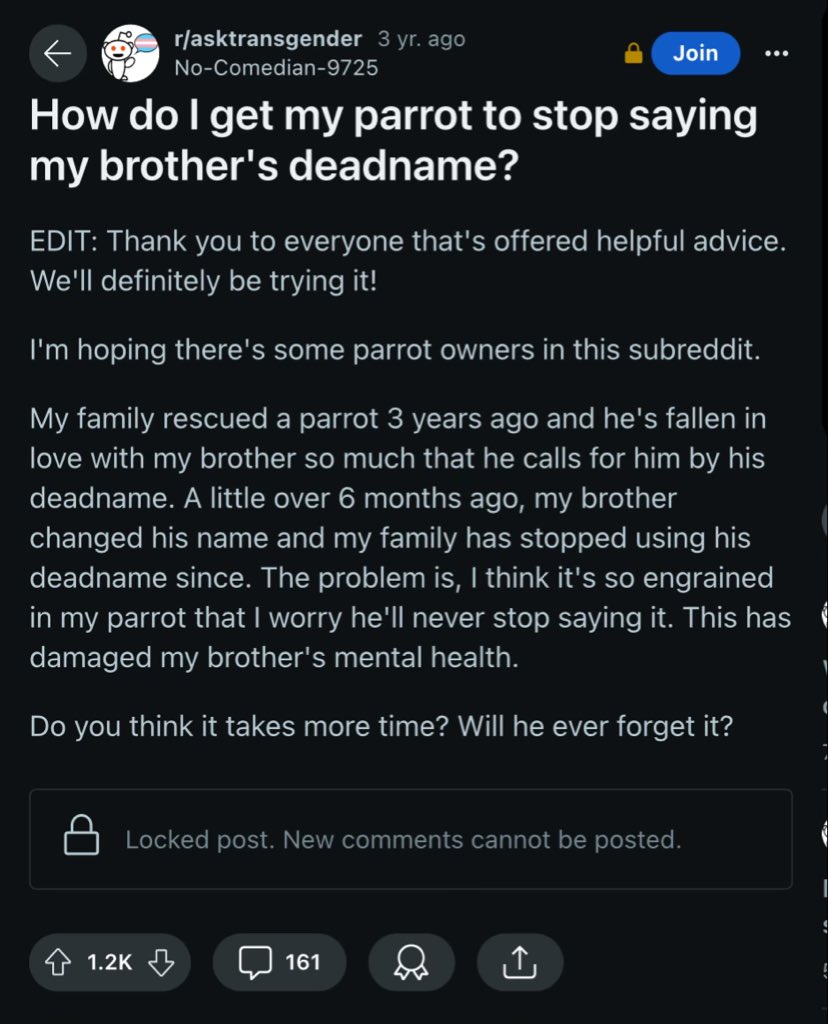 r/asktransgender 3 yr. ago
No-Comedian-9725
Join
How do I get my parrot to stop saying
my brother's deadname?
EDIT: Thank you to everyone that's offered helpful advice.
We'll definitely be trying it!
I'm hoping there's some parrot owners in this subreddit.
My family rescued a parrot 3 years ago and he's fallen in
love with my brother so much that he calls for him by his
deadname. A little over 6 months ago, my brother
changed his name and my family has stopped using his
deadname since. The problem is, I think it's so engrained
in my parrot that I worry he'll never stop saying it. This has
damaged my brother's mental health.
Do you think it takes more time? Will he ever forget it?
Locked post. New comments cannot be posted.
1.2K
161